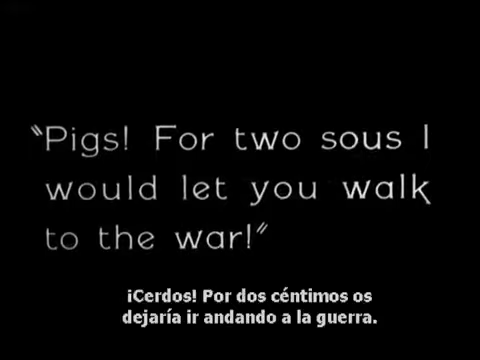 “Pigs! For two sous I
would let you walk
to the war!”
¡Cerdos! Por dos céntimos os
dejaría ir andando a la guerra.